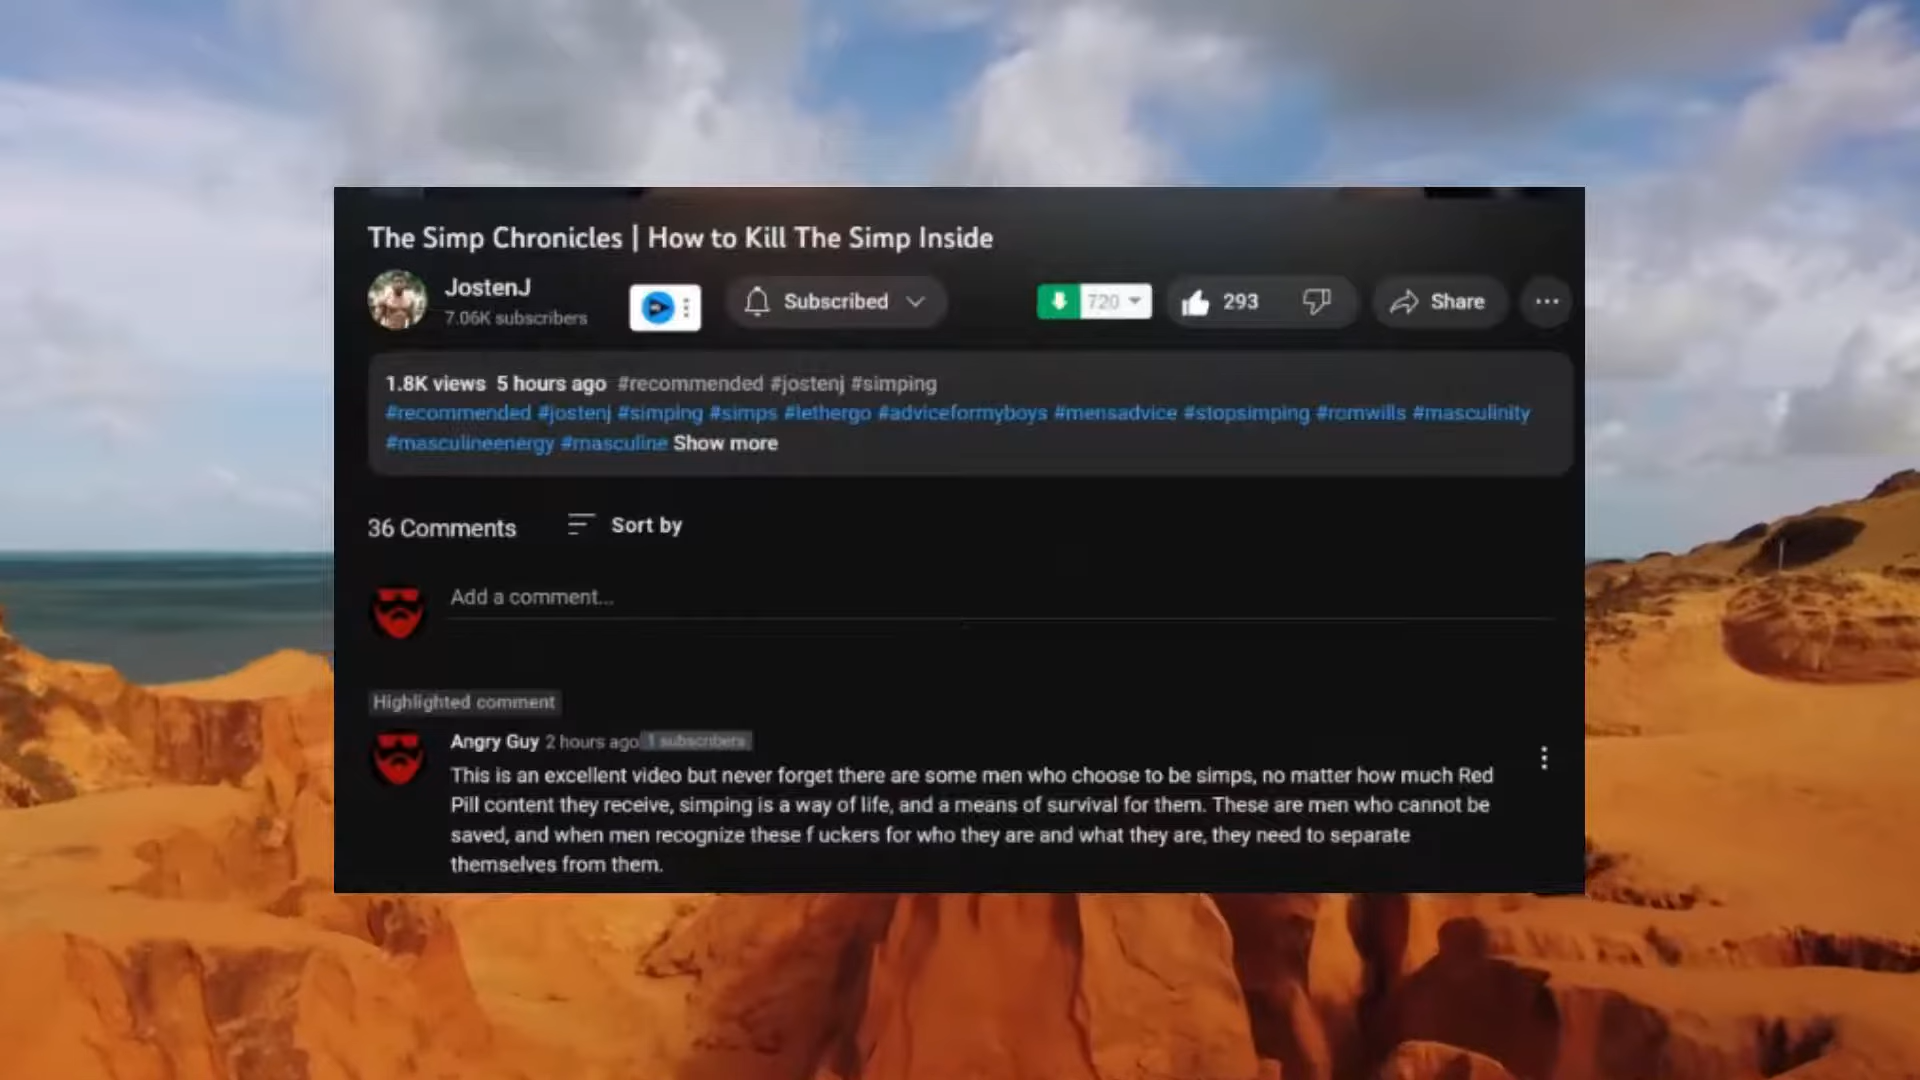 The Simp Chronicles | How to Kill The Simp Inside
JostenJ
7.06K subscribers
Subscribed
720
293
Share
1.8K views 5 hours ago #recommended #jostenj #simping
#recommended #jostenj #simping #simps #lethergo #adviceformyboys #mensadvice #stopsimping #romwills #masculinity
#masculineenergy #masculine Show more
36 Comments
Sort by
Add a comment...
Highlighted comment
Angry Guy 2 hours ago 1 subscribers
This is an excellent video but never forget there are some men who choose to be simps, no matter how much Red
Pill content they receive, simping is a way of life, and a means of survival for them. These are men who cannot be
saved, and when men recognize these f uckers for who they are and what they are, they need to separate
themselves from them.